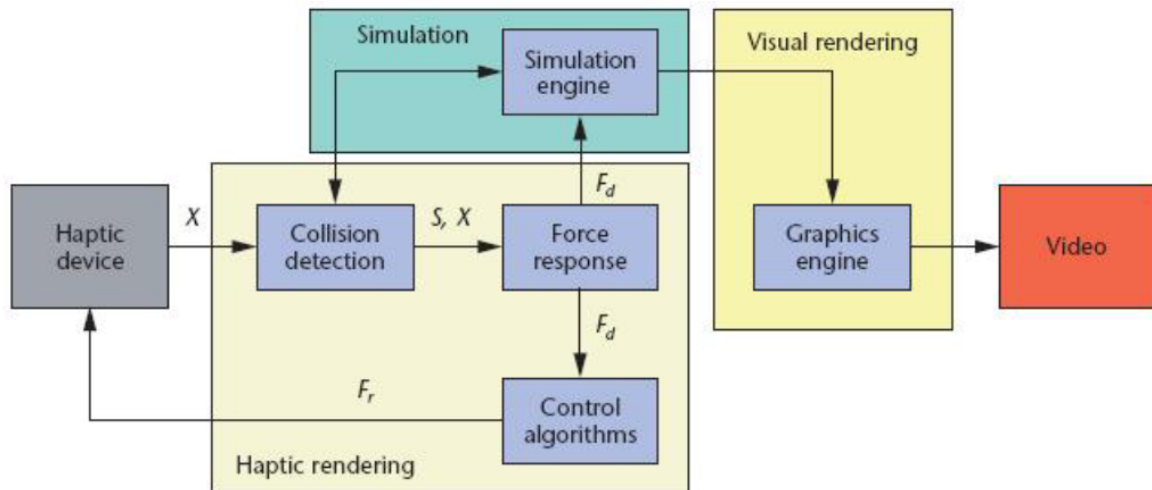 Simulation
Simulation
engine
Visual rendering
F_d
X
S, X
Haptic
device
Collision
detection
Force
response
Graphics
engine
Video
F_d
F_r
Control
algorithms
Haptic rendering